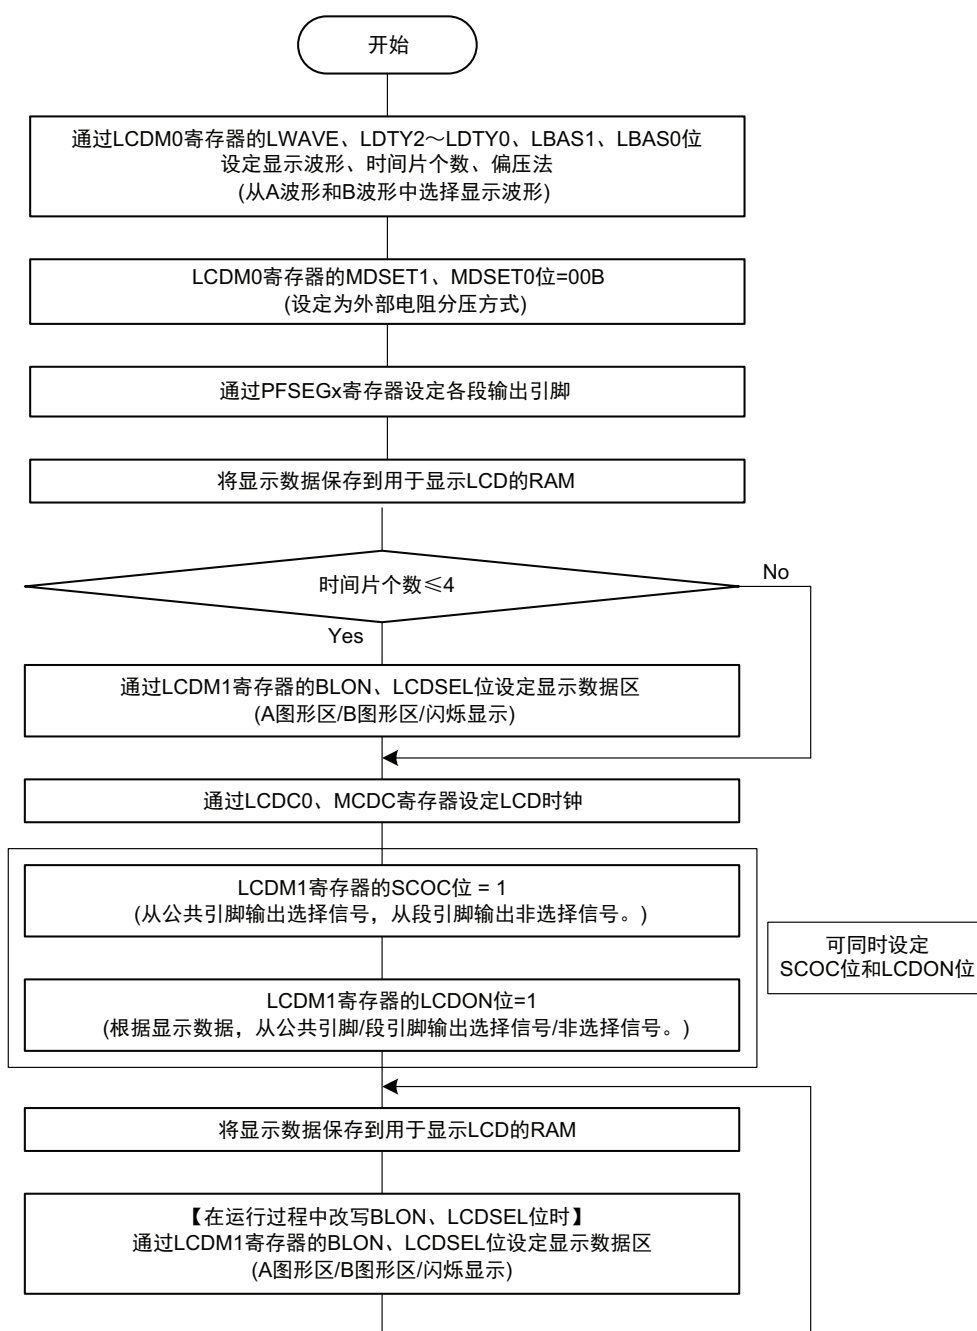 开始
通过LCDM0寄存器的LWAVE、LDTY2～LDTY0、LBAS1、LBAS0位
设定显示波形、时间片个数、偏压法
(从A波形和B波形中选择显示波形)
LCDM0寄存器的MDSET1、MDSET0位=00B
(设定为外部电阻分压方式)
通过PFSEGx寄存器设定各段输出引脚
将显示数据保存到用于显示LCD的RAM
时间片个数≤4
No
Yes
通过LCDM1寄存器的BLON、LCDSEL位设定显示数据区
(A图形区/B图形区/闪烁显示)
通过LCDC0、MCDC寄存器设定LCD时钟
LCDM1寄存器的SCOC位 = 1
(从公共引脚输出选择信号，从段引脚输出非选择信号。)
可同时设定
SCOC位和LCDON位
LCDM1寄存器的LCDON位=1
(根据显示数据，从公共引脚/段引脚输出选择信号/非选择信号。)
将显示数据保存到用于显示LCD的RAM
【在运行过程中改写BLON、LCDSEL位时】
通过LCDM1寄存器的BLON、LCDSEL位设定显示数据区
(A图形区/B图形区/闪烁显示)